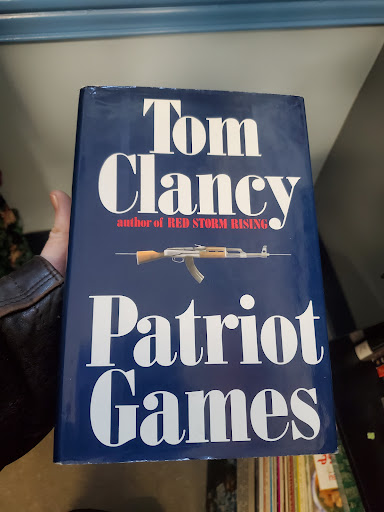 Tom
Clancy
author of RED STORM RISING
Patriot
Games